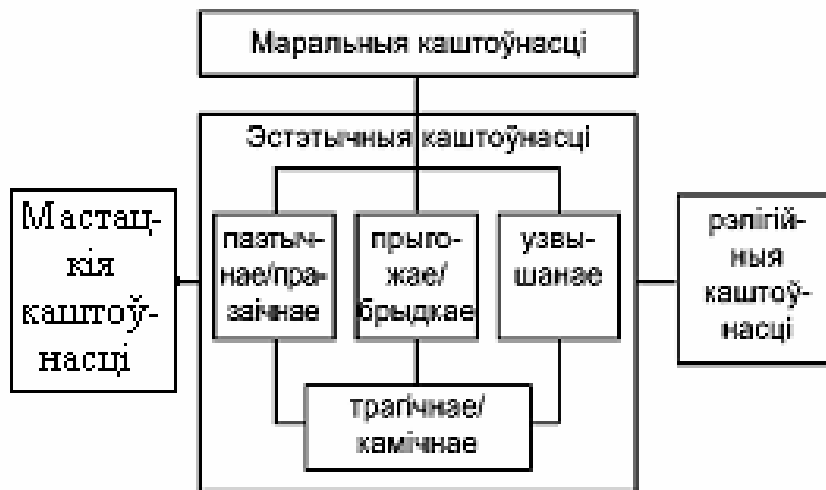 Маральныя каштоўнасці
Эстэтычныя каштоўнасці
Мастац-
кія
каштоў-
насці
паэтыч-
нае/пра-
заічнае
прыго-
жае/
брыдкае
узвы-
шанае
рэлігій-
ныя
каштоў-
насці
трагічнае/
камічнае